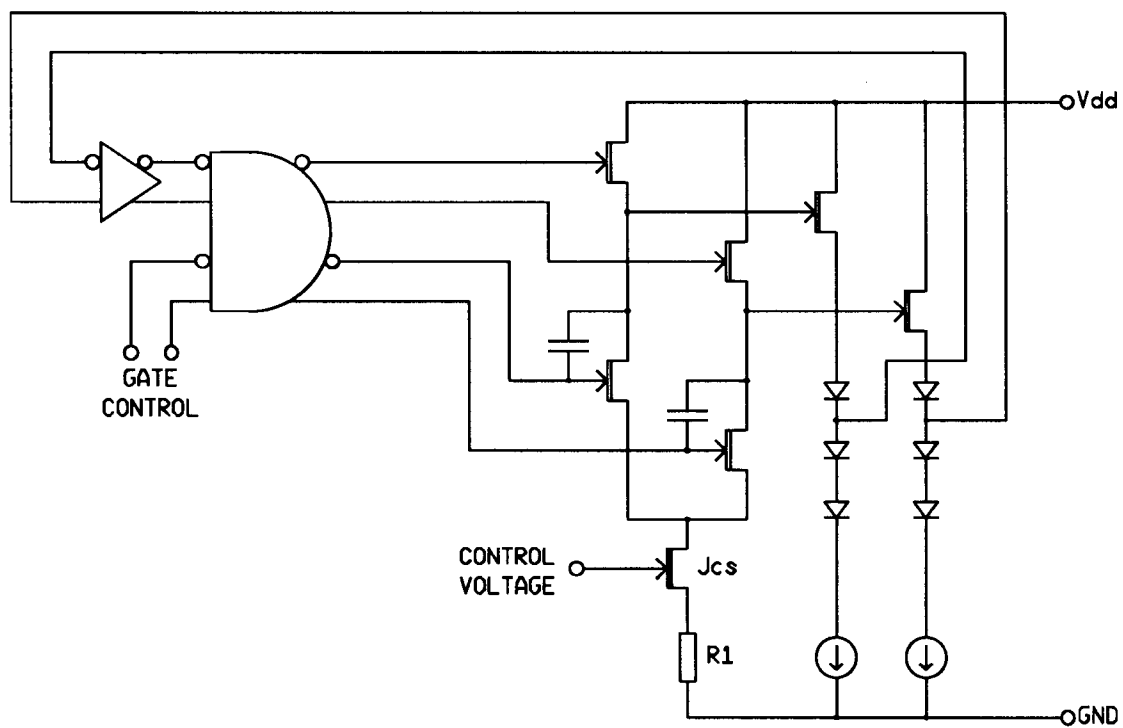 Vdd
GATE
CONTROL
CONTROL
VOLTAGE
Jcs
R1
GND